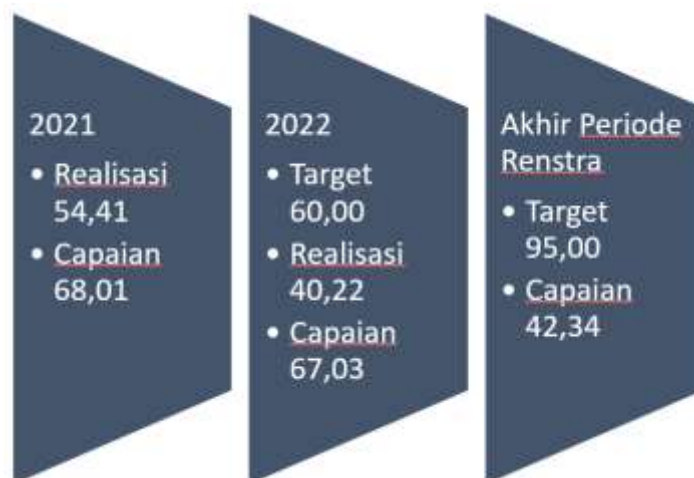 2021
• Realisasi
54,41
• Capaian
68,01
2022
• Target
60,00
• Realisasi
40,22
• Capaian
67,03
Akhir Periode
Renstra
• Target
95,00
• Capaian
42,34